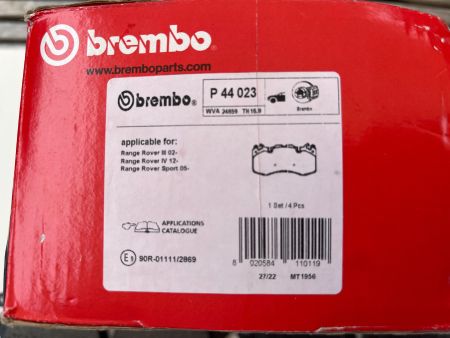 brembo
www.bremboparts.com
brembo®
P 44 023
WVA 24659 TH 16,9
Brembo
applicable for:
Range Rover III 02-
Range Rover IV 12-
Range Rover Sport 05-
1 Set / 4 Pcs
APPLICATIONS
CATALOGUE
E9 90R-01111/2869
8 020584 110119
27/22 MT1956